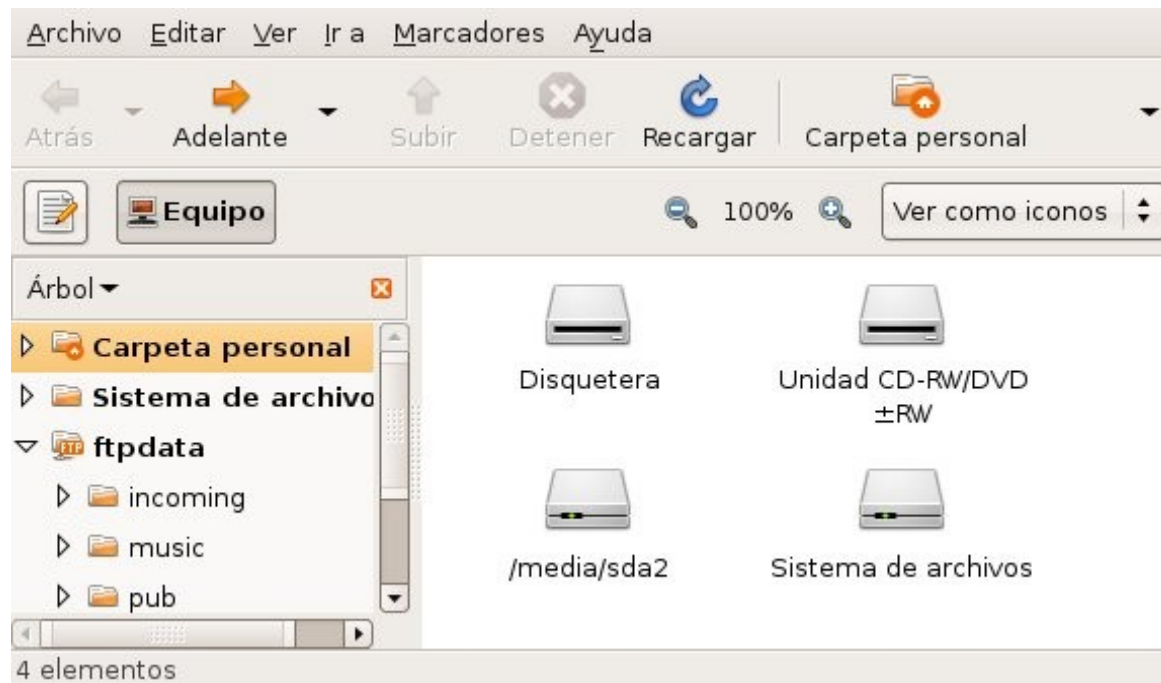 Archivo Editar Ver Ir a Marcadores Ayuda
Atrás Adelante Subir Detener Recargar Carpeta personal
Equipo 100% Ver como iconos
Árbol
Carpeta personal
Sistema de archivo
ftpdata
incoming
music
pub
Disquetera
Unidad CD-RW/DVD
±RW
/media/sda2
Sistema de archivos
4 elementos